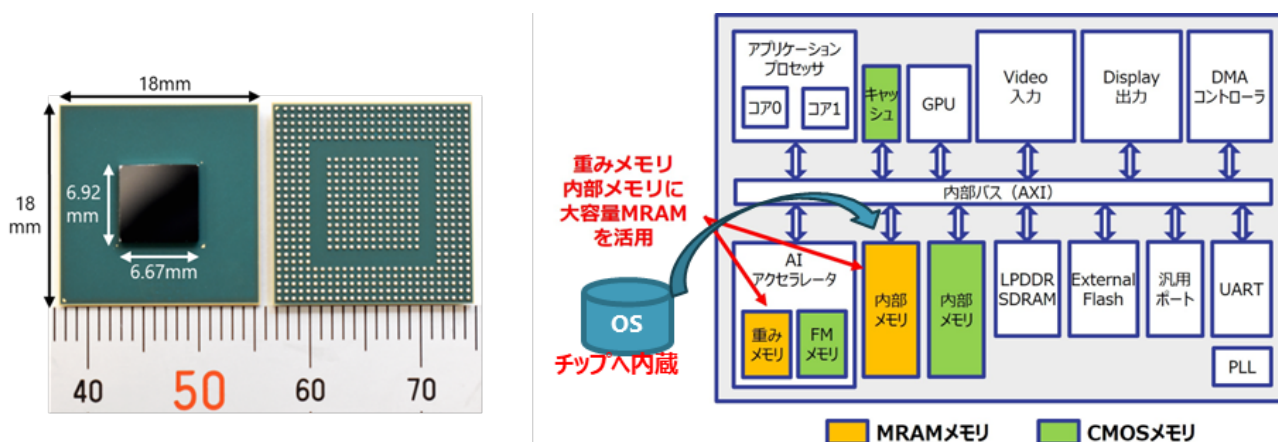 18mm
18
mm
6.92
mm
6.67mm
40
50
60
70
アプリケーション
プロセッサ
コア0
コア1
キャッ
シュ
GPU
Video
入力
Display
出力
DMA
コントローラ
重みメモリ
内部メモリに
大容量MRAM
を活用
内部バス（AXI）
AI
アクセラレータ
重み
メモリ
FM
メモリ
内部
メモリ
内部
メモリ
LPDDR
SDRAM
External
Flash
汎用
ポート
UART
PLL
OS
チップへ内蔵
MRAMメモリ
CMOSメモリ